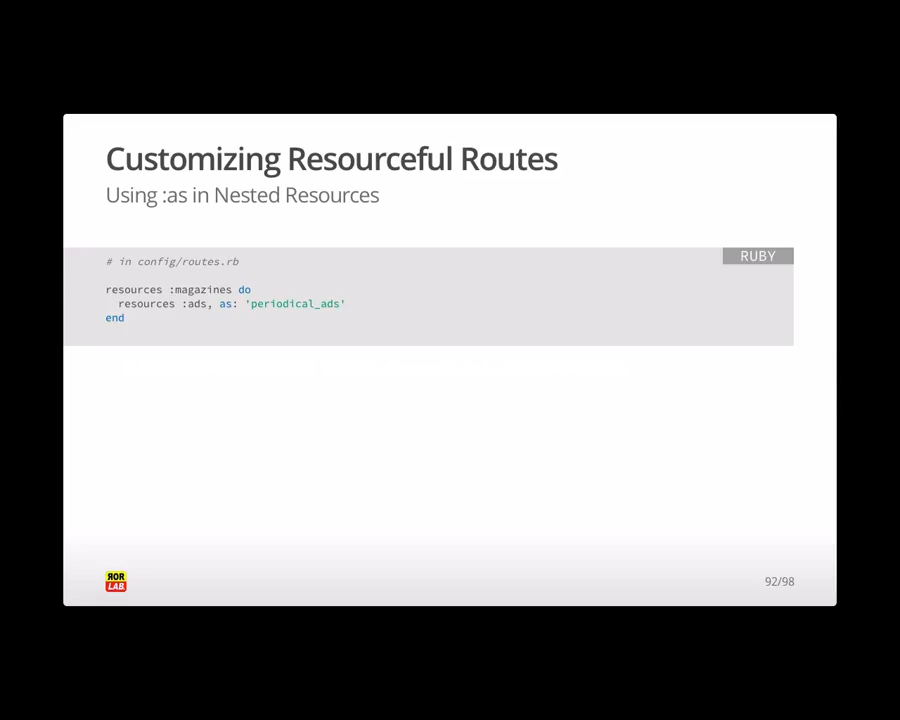 Customizing Resourceful Routes
Using :as in Nested Resources
RUBY
# in config/routes.rb
resources :magazines do
  resources :ads, as: 'periodical_ads'
end
ROR
LAB.
92/98